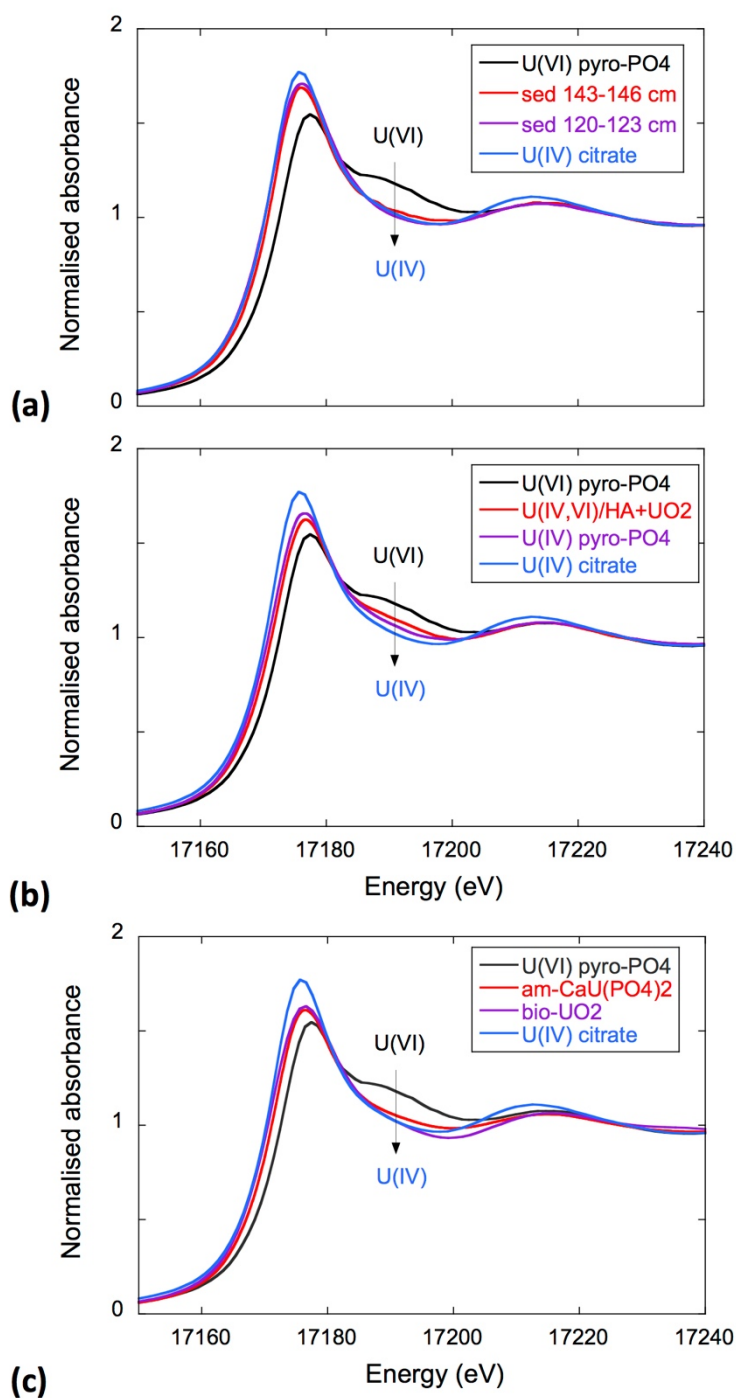 2
U(VI) pyro-PO4
sed 143-146 cm
sed 120-123 cm
U(IV) citrate
U(VI)
1
U(IV)
Normalised absorbance
0
(a)
2
U(VI) pyro-PO4
U(IV,VI)/HA+UO2
U(IV) pyro-PO4
U(IV) citrate
U(VI)
1
U(IV)
Normalised absorbance
0
17160 17180 17200 17220 17240
Energy (eV)
(b)
2
U(VI) pyro-PO4
am-CaU(PO4)2
bio-UO2
U(IV) citrate
U(VI)
1
U(IV)
Normalised absorbance
0
17160 17180 17200 17220 17240
Energy (eV)
(c)